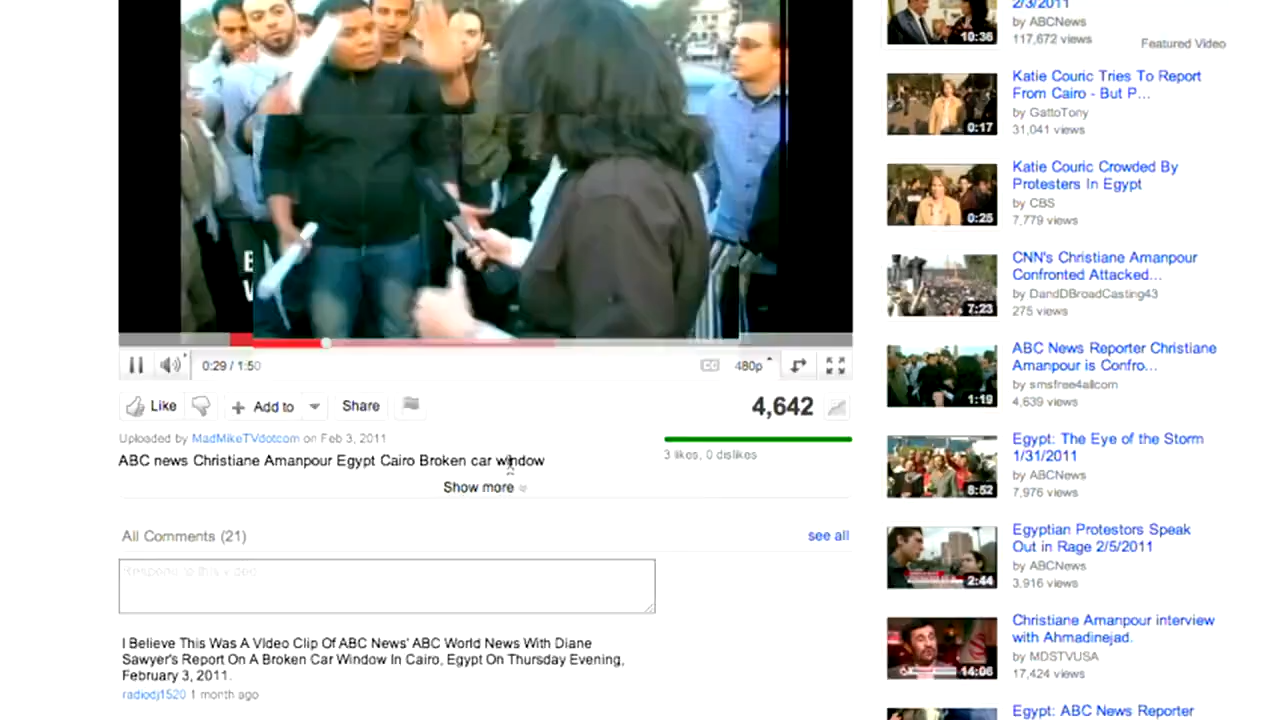 0:29 / 1:50
CC
480p
Like
Add to
Share
4,642
Uploaded by MadMikeTVdotcom on Feb 3, 2011
3 likes, 0 dislikes
ABC news Christiane Amanpour Egypt Cairo Broken car window
Show more
All Comments (21)
see all
Respond to this video...
I Believe This Was A VIdeo Clip Of ABC News' ABC World News With Diane
Sawyer's Report On A Broken Car Window In Cairo, Egypt On Thursday Evening,
February 3, 2011.
radiodj1520 1 month ago
2/3/2011
by ABCNews
117,672 views
Featured Video
10:36
Katie Couric Tries To Report
From Cairo - But P...
by GattoTony
31,041 views
0:17
Katie Couric Crowded By
Protesters In Egypt
by CBS
7,779 views
0:25
CNN's Christiane Amanpour
Confronted Attacked...
by DandDBroadCasting43
275 views
7:23
ABC News Reporter Christiane
Amanpour is Confro...
by smsfree4allcom
4,639 views
1:19
Egypt: The Eye of the Storm
1/31/2011
by ABCNews
7,976 views
8:52
Egyptian Protestors Speak
Out in Rage 2/5/2011
by ABCNews
3,916 views
2:44
Christiane Amanpour interview
with Ahmadinejad.
by MDSTVUSA
17,424 views
14:06
Egypt: ABC News Reporter